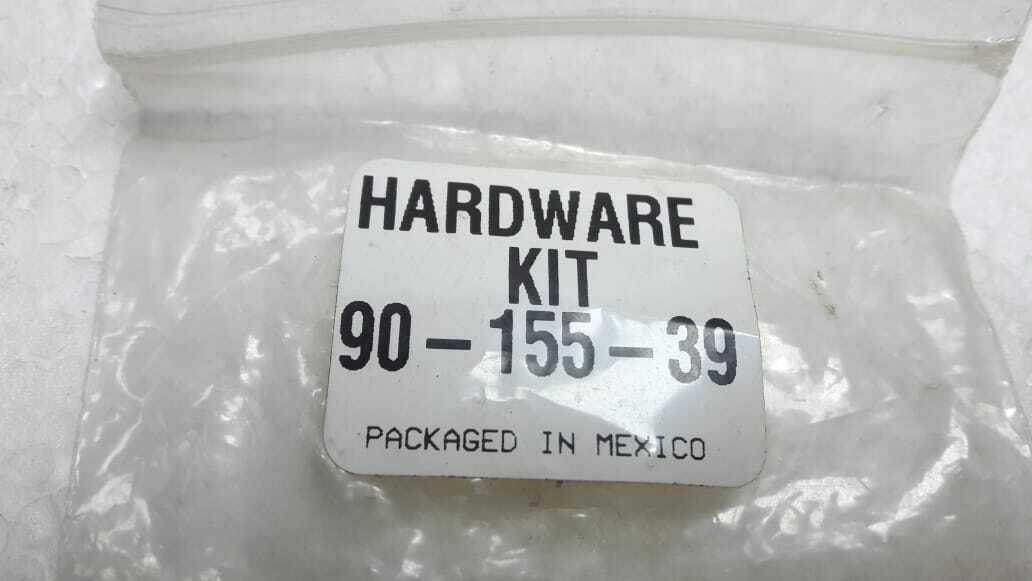 HARDWARE
KIT
90-155-39
PACKAGED IN MEXICO